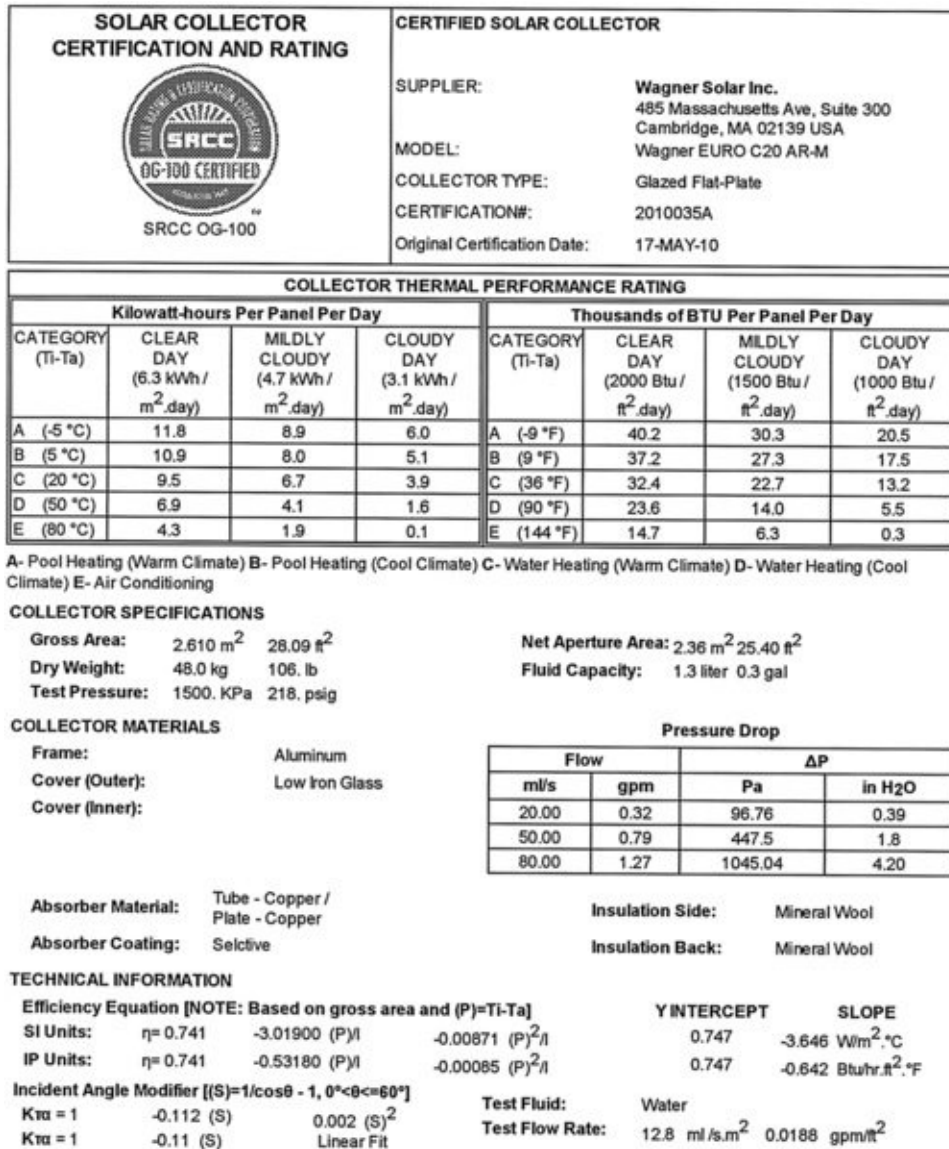 SOLAR COLLECTOR
CERTIFICATION AND RATING
SOLAR RATING & CERTIFICATION CORPORATION
SRCC
OG-100 CERTIFIED
SRCC OG-100
CERTIFIED SOLAR COLLECTOR
SUPPLIER: Wagner Solar Inc.
485 Massachusetts Ave, Suite 300
Cambridge, MA 02139 USA
MODEL: Wagner EURO C20 AR-M
COLLECTOR TYPE: Glazed Flat-Plate
CERTIFICATION#: 2010035A
Original Certification Date: 17-MAY-10
COLLECTOR THERMAL PERFORMANCE RATING
Kilowatt-hours Per Panel Per Day Thousands of BTU Per Panel Per Day
CATEGORY CLEAR MILDLY CLOUDY CATEGORY CLEAR MILDLY CLOUDY
(Ti-Ta) DAY CLOUDY DAY (Ti-Ta) DAY CLOUDY DAY
(6.3 kWh / (4.7 kWh / (3.1 kWh / (2000 Btu / (1500 Btu / (1000 Btu /
m².day) m².day) m².day) ft².day) ft².day) ft².day)
A (-5 °C) 11.8 8.9 6.0 A (-9 °F) 40.2 30.3 20.5
B (5 °C) 10.9 8.0 5.1 B (9 °F) 37.2 27.3 17.5
C (20 °C) 9.5 6.7 3.9 C (36 °F) 32.4 22.7 13.2
D (50 °C) 6.9 4.1 1.6 D (90 °F) 23.6 14.0 5.5
E (80 °C) 4.3 1.9 0.1 E (144 °F) 14.7 6.3 0.3
A- Pool Heating (Warm Climate) B- Pool Heating (Cool Climate) C- Water Heating (Warm Climate) D- Water Heating (Cool
Climate) E- Air Conditioning
COLLECTOR SPECIFICATIONS
Gross Area: 2.610 m² 28.09 ft² Net Aperture Area: 2.36 m² 25.40 ft²
Dry Weight: 48.0 kg 106. lb Fluid Capacity: 1.3 liter 0.3 gal
Test Pressure: 1500. KPa 218. psig
COLLECTOR MATERIALS
Frame: Aluminum
Cover (Outer): Low Iron Glass
Cover (Inner):
Pressure Drop
Flow ΔP
ml/s gpm Pa in H₂O
20.00 0.32 96.76 0.39
50.00 0.79 447.5 1.8
80.00 1.27 1045.04 4.20
Absorber Material: Tube - Copper /
Plate - Copper
Insulation Side: Mineral Wool
Absorber Coating: Selctive Insulation Back: Mineral Wool
TECHNICAL INFORMATION
Efficiency Equation [NOTE: Based on gross area and (P)=Ti-Ta] Y INTERCEPT SLOPE
SI Units: η= 0.741 -3.01900 (P)/I -0.00871 (P)²/I 0.747 -3.646 W/m².°C
IP Units: η= 0.741 -0.53180 (P)/I -0.00085 (P)²/I 0.747 -0.642 Btu/hr.ft².°F
Incident Angle Modifier [(S)=1/cosθ - 1, 0°<θ<=60°]
Kτα = 1 -0.112 (S) 0.002 (S)²
Kτα = 1 -0.11 (S) Linear Fit
Test Fluid: Water
Test Flow Rate: 12.8 ml /s.m² 0.0188 gpm/ft²